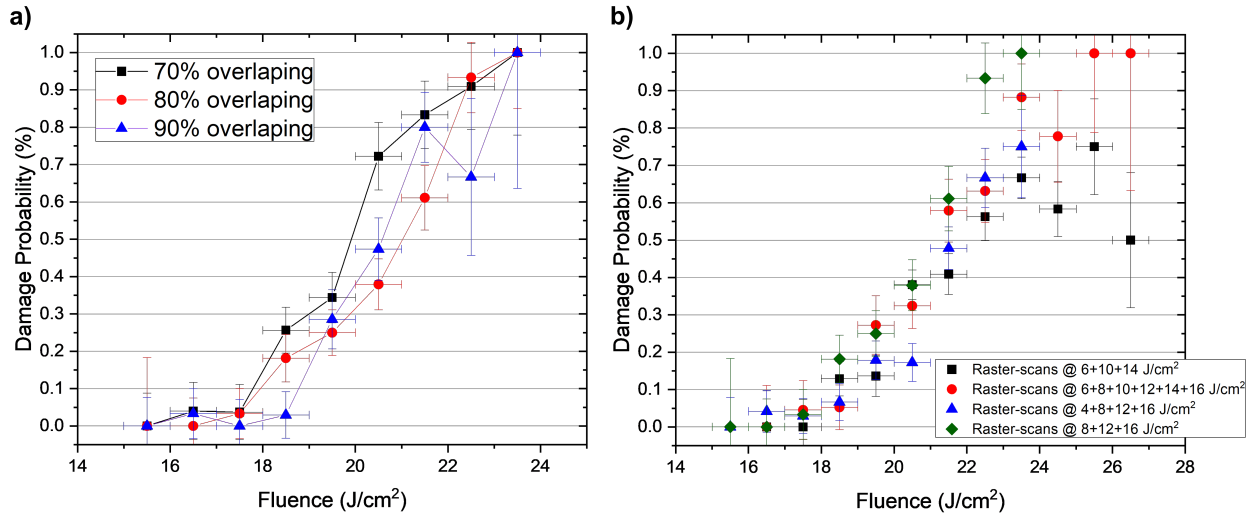 a)
Damage Probability (%)
1.0
0.9
0.8
0.7
0.6
0.5
0.4
0.3
0.2
0.1
0.0
70% overlaping
80% overlaping
90% overlaping
14 16 18 20 22 24
Fluence (J/cm²)
b)
Damage Probability (%)
1.0
0.9
0.8
0.7
0.6
0.5
0.4
0.3
0.2
0.1
0.0
Raster-scans @ 6+10+14 J/cm²
Raster-scans @ 6+8+10+12+14+16 J/cm²
Raster-scans @ 4+8+12+16 J/cm²
Raster-scans @ 8+12+16 J/cm²
14 16 18 20 22 24 26 28
Fluence (J/cm²)